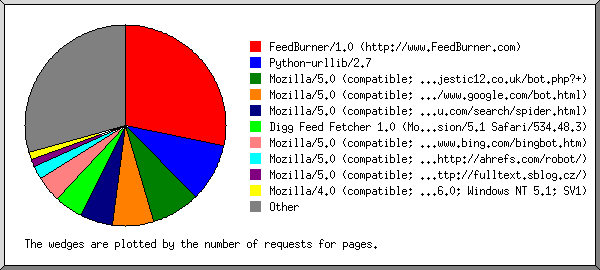 FeedBurner/1.0 (http://www.FeedBurner.com)
Python-urllib/2.7
Mozilla/5.0 (compatible; ...jestic12.co.uk/bot.php?+)
Mozilla/5.0 (compatible; .../www.google.com/bot.html)
Mozilla/5.0 (compatible; ...u.com/search/spider.html)
Digg Feed Fetcher 1.0 (Mo...sion/5.1 Safari/534.48.3)
Mozilla/5.0 (compatible; ...www.bing.com/bingbot.htm)
Mozilla/5.0 (compatible; ...http://ahrefs.com/robot/)
Mozilla/5.0 (compatible; ...ttp://fulltext.sblog.cz/)
Mozilla/4.0 (compatible; ...6.0; Windows NT 5.1; SV1)
Other
The wedges are plotted by the number of requests for pages.